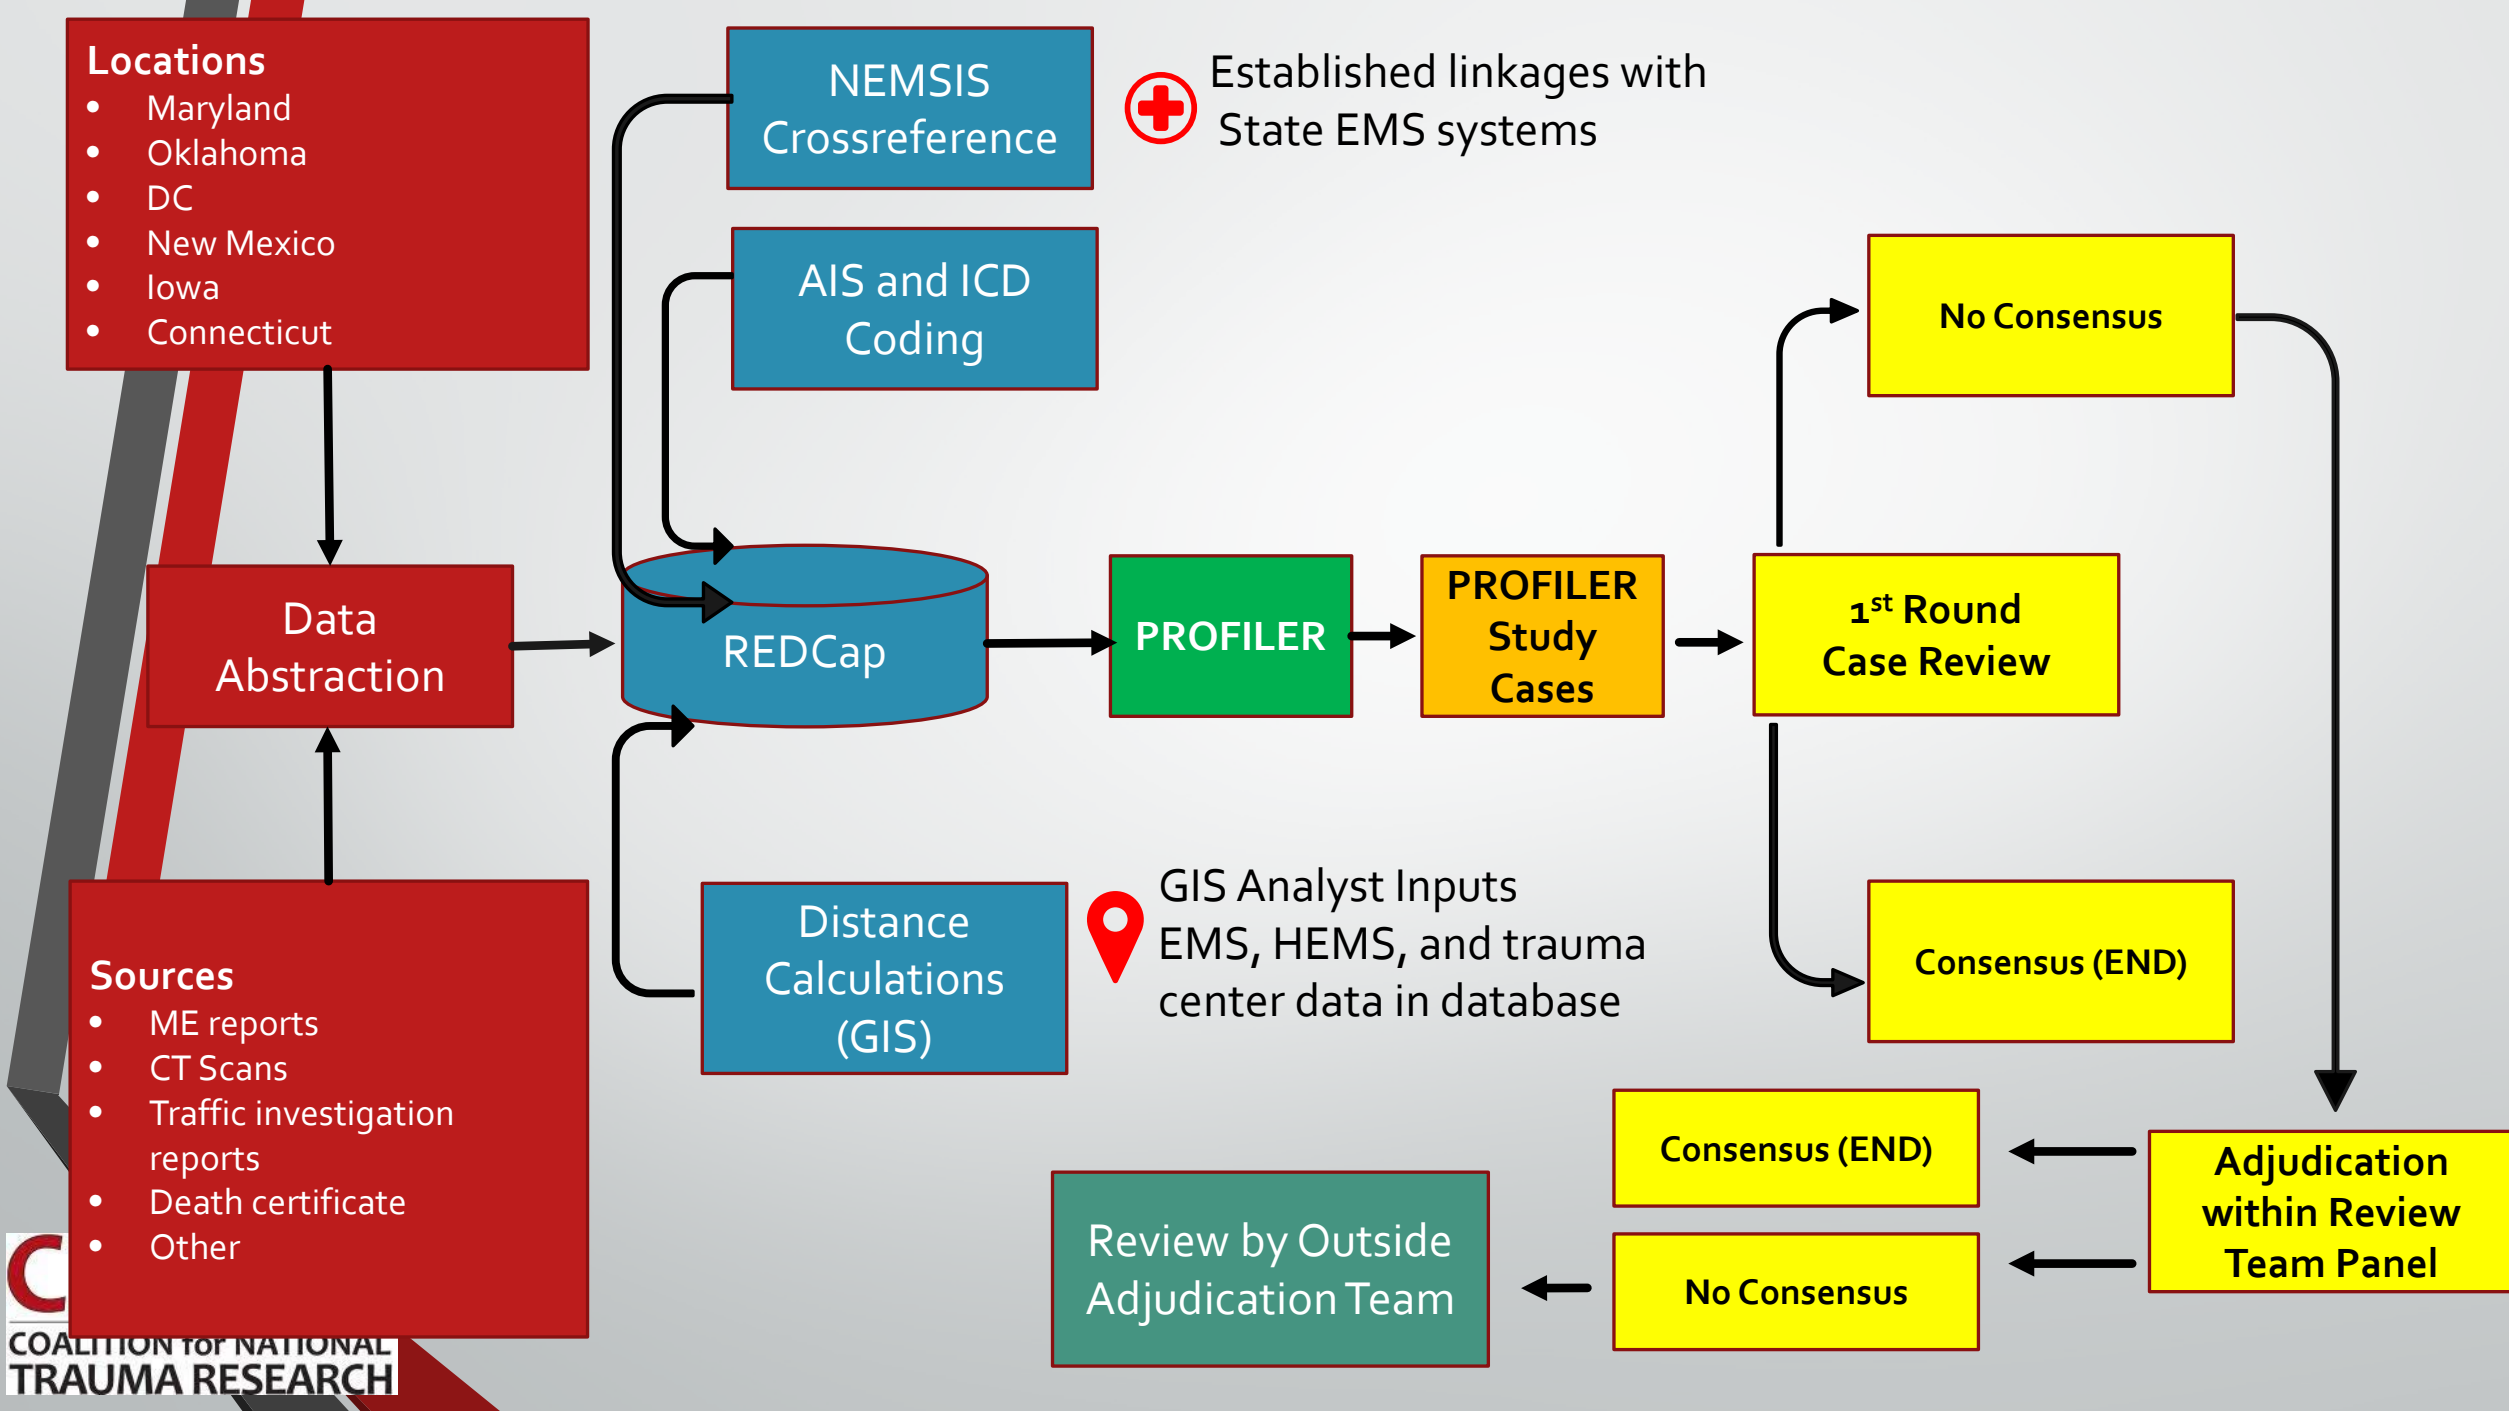 Locations
• Maryland
• Oklahoma
• DC
• New Mexico
• Iowa
• Connecticut
NEMSIS
Crossreference
Established linkages with
State EMS systems
AIS and ICD
Coding
No Consensus
Data
Abstraction
REDCap
PROFILER
PROFILER
Study
Cases
1st Round
Case Review
Sources
• ME reports
• CT Scans
• Traffic investigation
reports
• Death certificate
• Other
Distance
Calculations
(GIS)
GIS Analyst Inputs
EMS, HEMS, and trauma
center data in database
Consensus (END)
Consensus (END)
Adjudication
within Review
Team Panel
Review by Outside
Adjudication Team
No Consensus
C
COALITION for NATIONAL
TRAUMA RESEARCH